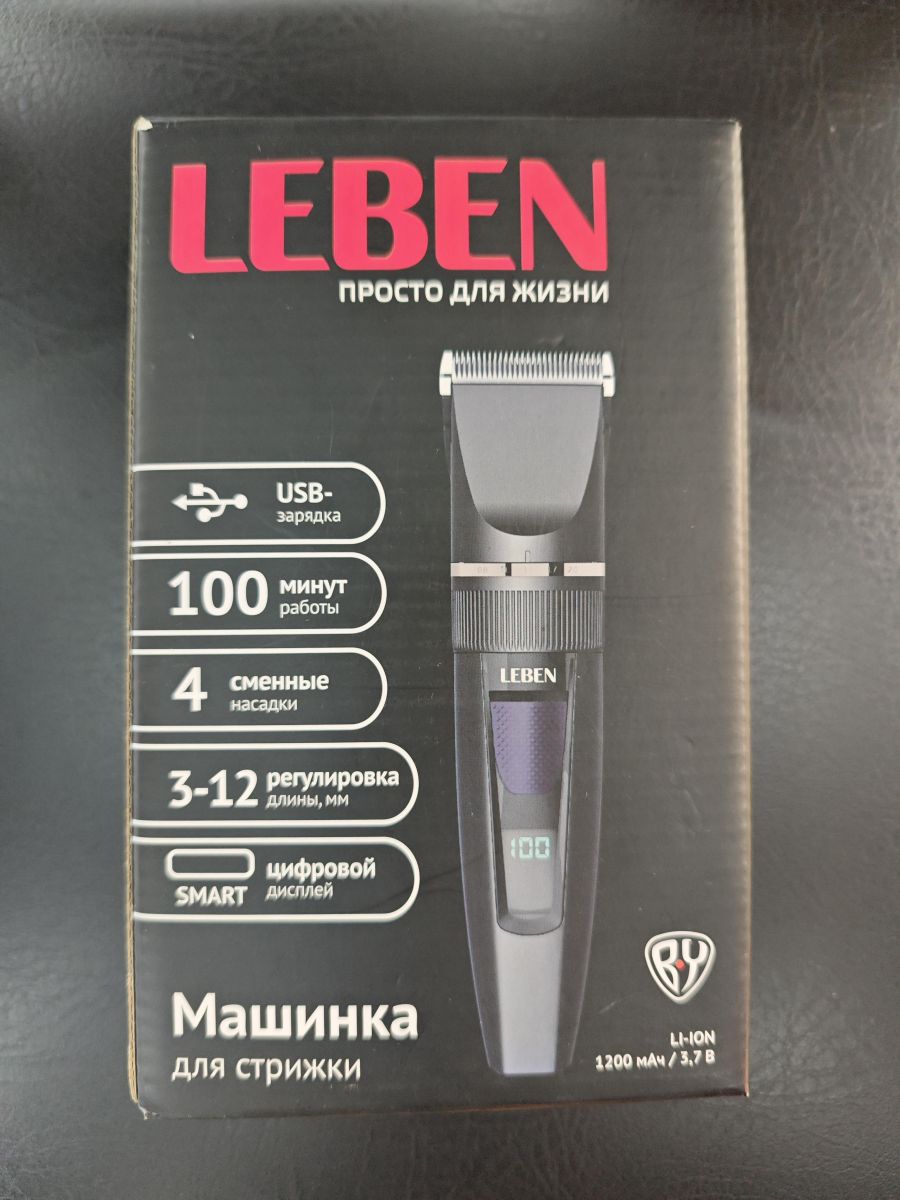 LEBEN
ПРОСТО ДЛЯ ЖИЗНИ
USB-
зарядка
100 минут
работы
4 сменные
насадки
3-12 регулировка
длины, мм
SMART цифровой
дисплей
LEBEN
100
B·Y
Машинка
для стрижки
LI-ION
1200 мАч / 3,7 В